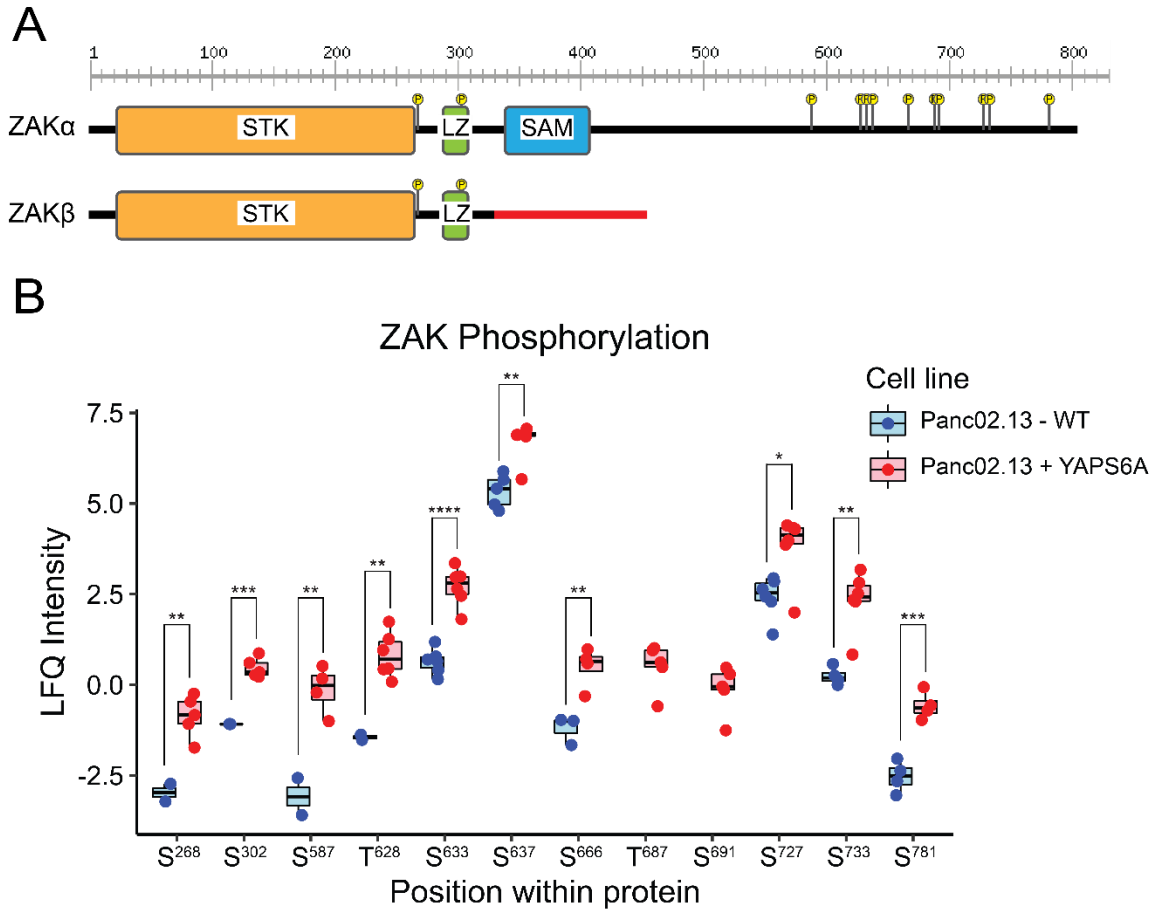 A
1 100 200 300 400 500 600 700 800
P P P P P P P P P P
ZAKα STK LZ SAM
P P
ZAKβ STK LZ
B
ZAK Phosphorylation
Cell line
Panc02.13 - WT
Panc02.13 + YAPS6A
LFQ Intensity
7.5
5.0
2.5
0.0
-2.5
** *** ** ** **** ** ** * ** ***
S²⁶⁸ S³⁰² S⁵⁸⁷ T⁶²⁸ S⁶³³ S⁶³⁷ S⁶⁶⁶ T⁶⁸⁷ S⁶⁹¹ S⁷²⁷ S⁷³³ S⁷⁸¹
Position within protein